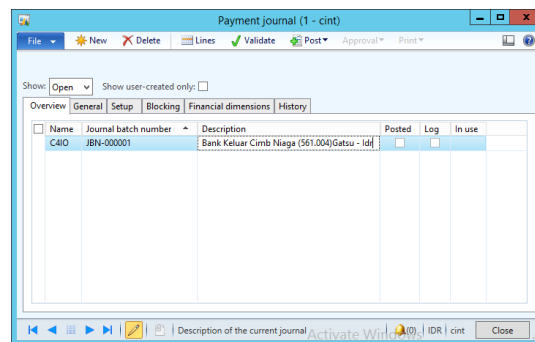 Payment journal (1 - cint)
File New Delete Lines Validate Post Approval Print
Show: Open Show user-created only:
Overview General Setup Blocking Financial dimensions History
Name Journal batch number Description Posted Log In use
C4IO JBN-000001 Bank Keluar Cimb Niaga (561.004)Gatsu - Idr
Description of the current journal Activate Windows (0) IDR cint Close